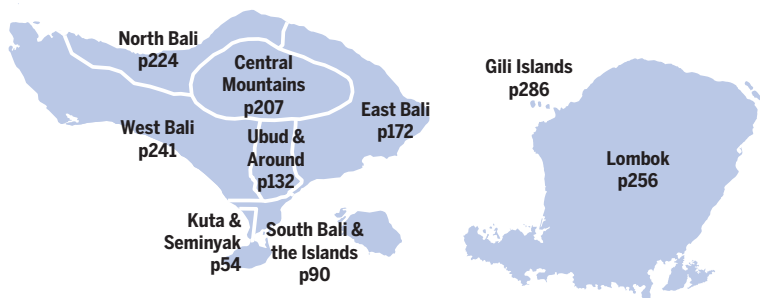 North Bali
p224
Central
Mountains
p207
East Bali
p172
West Bali
p241
Ubud &
Around
p132
Kuta &
Seminyak
p54
South Bali &
the Islands
p90
Gili Islands
p286
Lombok
p256